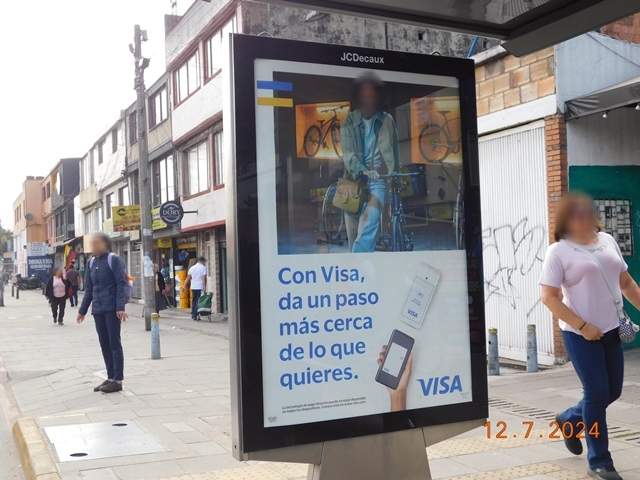 JCDecaux
Con Visa,
da un paso
más cerca
de lo que
quieres.
VISA
VISA
DORY
12.7.2024